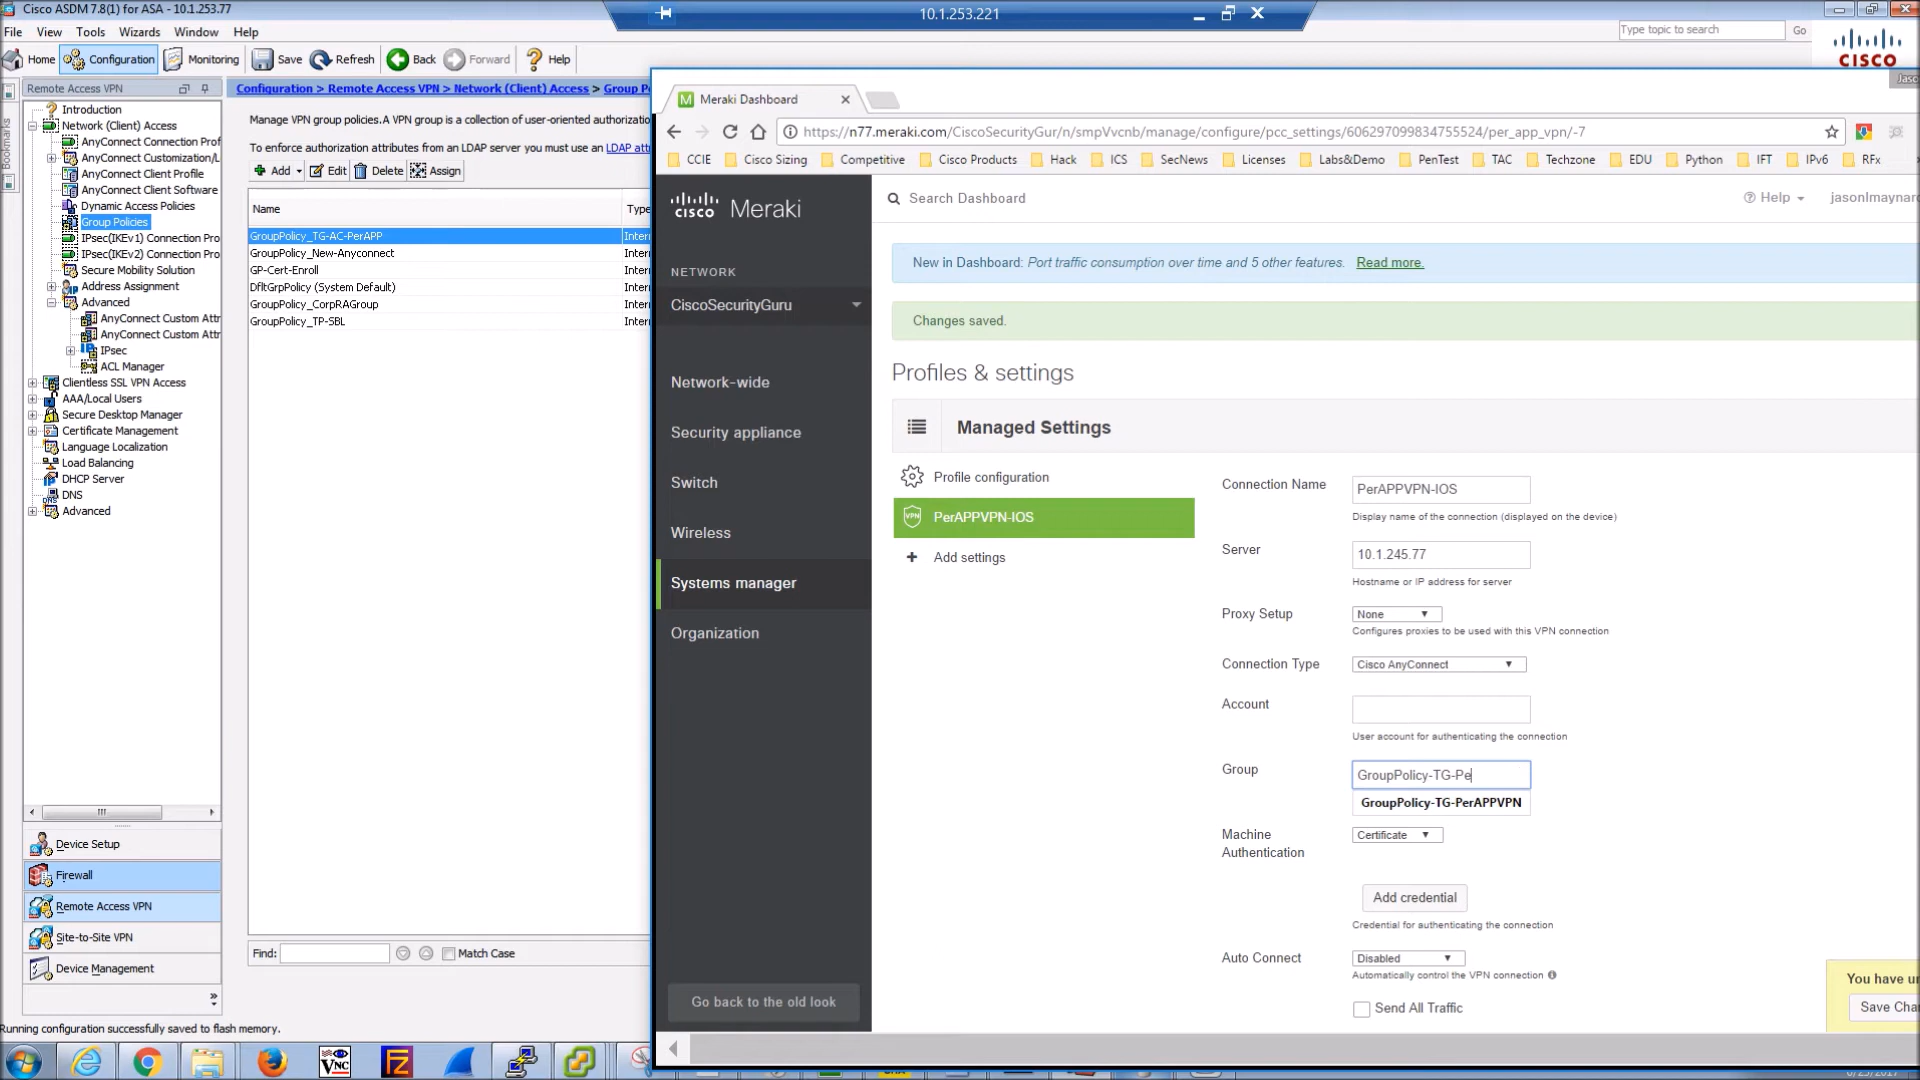 Cisco ASDM 7.8(1) for ASA - 10.1.253.77
10.1.253.221
File View Tools Wizards Window Help
Type topic to search Go
Home Configuration Monitoring Save Refresh Back Forward Help
CISCO
Remote Access VPN
Bookmarks
Introduction
Network (Client) Access
AnyConnect Connection Prof
AnyConnect Customization/L
AnyConnect Client Profile
AnyConnect Client Software
Dynamic Access Policies
Group Policies
IPsec(IKEv1) Connection Pro
IPsec(IKEv2) Connection Pro
Secure Mobility Solution
Address Assignment
Advanced
AnyConnect Custom Attr
AnyConnect Custom Attr
IPsec
ACL Manager
Clientless SSL VPN Access
AAA/Local Users
Secure Desktop Manager
Certificate Management
Language Localization
Load Balancing
DHCP Server
DNS
Advanced
Device Setup
Firewall
Remote Access VPN
Site-to-Site VPN
Device Management
Running configuration successfully saved to flash memory.
Configuration > Remote Access VPN > Network (Client) Access > Group P
Manage VPN group policies.A VPN group is a collection of user-oriented authorizatio
To enforce authorization attributes from an LDAP server you must use an LDAP att
Add Edit Delete Assign
Name Type
GroupPolicy_TG-AC-PerAPP Inter
GroupPolicy_New-Anyconnect Inter
GP-Cert-Enroll Inter
DfltGrpPolicy (System Default) Inter
GroupPolicy_CorpRAGroup Inter
GroupPolicy_TP-SBL Inter
Find: Match Case
Jaso
Meraki Dashboard
https://n77.meraki.com/CiscoSecurityGur/n/smpVvcnb/manage/configure/pcc_settings/606297099834755524/per_app_vpn/-7
CCIE Cisco Sizing Competitive Cisco Products Hack ICS SecNews Licenses Labs&Demo PenTest TAC Techzone EDU Python IFT IPv6 RFx
CISCO Meraki
NETWORK
CiscoSecurityGuru
Network-wide
Security appliance
Switch
Wireless
Systems manager
Organization
Go back to the old look
Search Dashboard
Help jasonlmaynard
New in Dashboard: Port traffic consumption over time and 5 other features. Read more.
Changes saved.
Profiles & settings
Managed Settings
Profile configuration
VPN PerAPPVPN-IOS
Add settings
Connection Name PerAPPVPN-IOS
Display name of the connection (displayed on the device)
Server 10.1.245.77
Hostname or IP address for server
Proxy Setup None
Configures proxies to be used with this VPN connection
Connection Type Cisco AnyConnect
Account
User account for authenticating the connection
Group GroupPolicy-TG-Pe
GroupPolicy-TG-PerAPPVPN
Machine Authentication Certificate
Add credential
Credential for authenticating the connection
Auto Connect Disabled
Automatically control the VPN connection
Send All Traffic
You have un
Save Cha